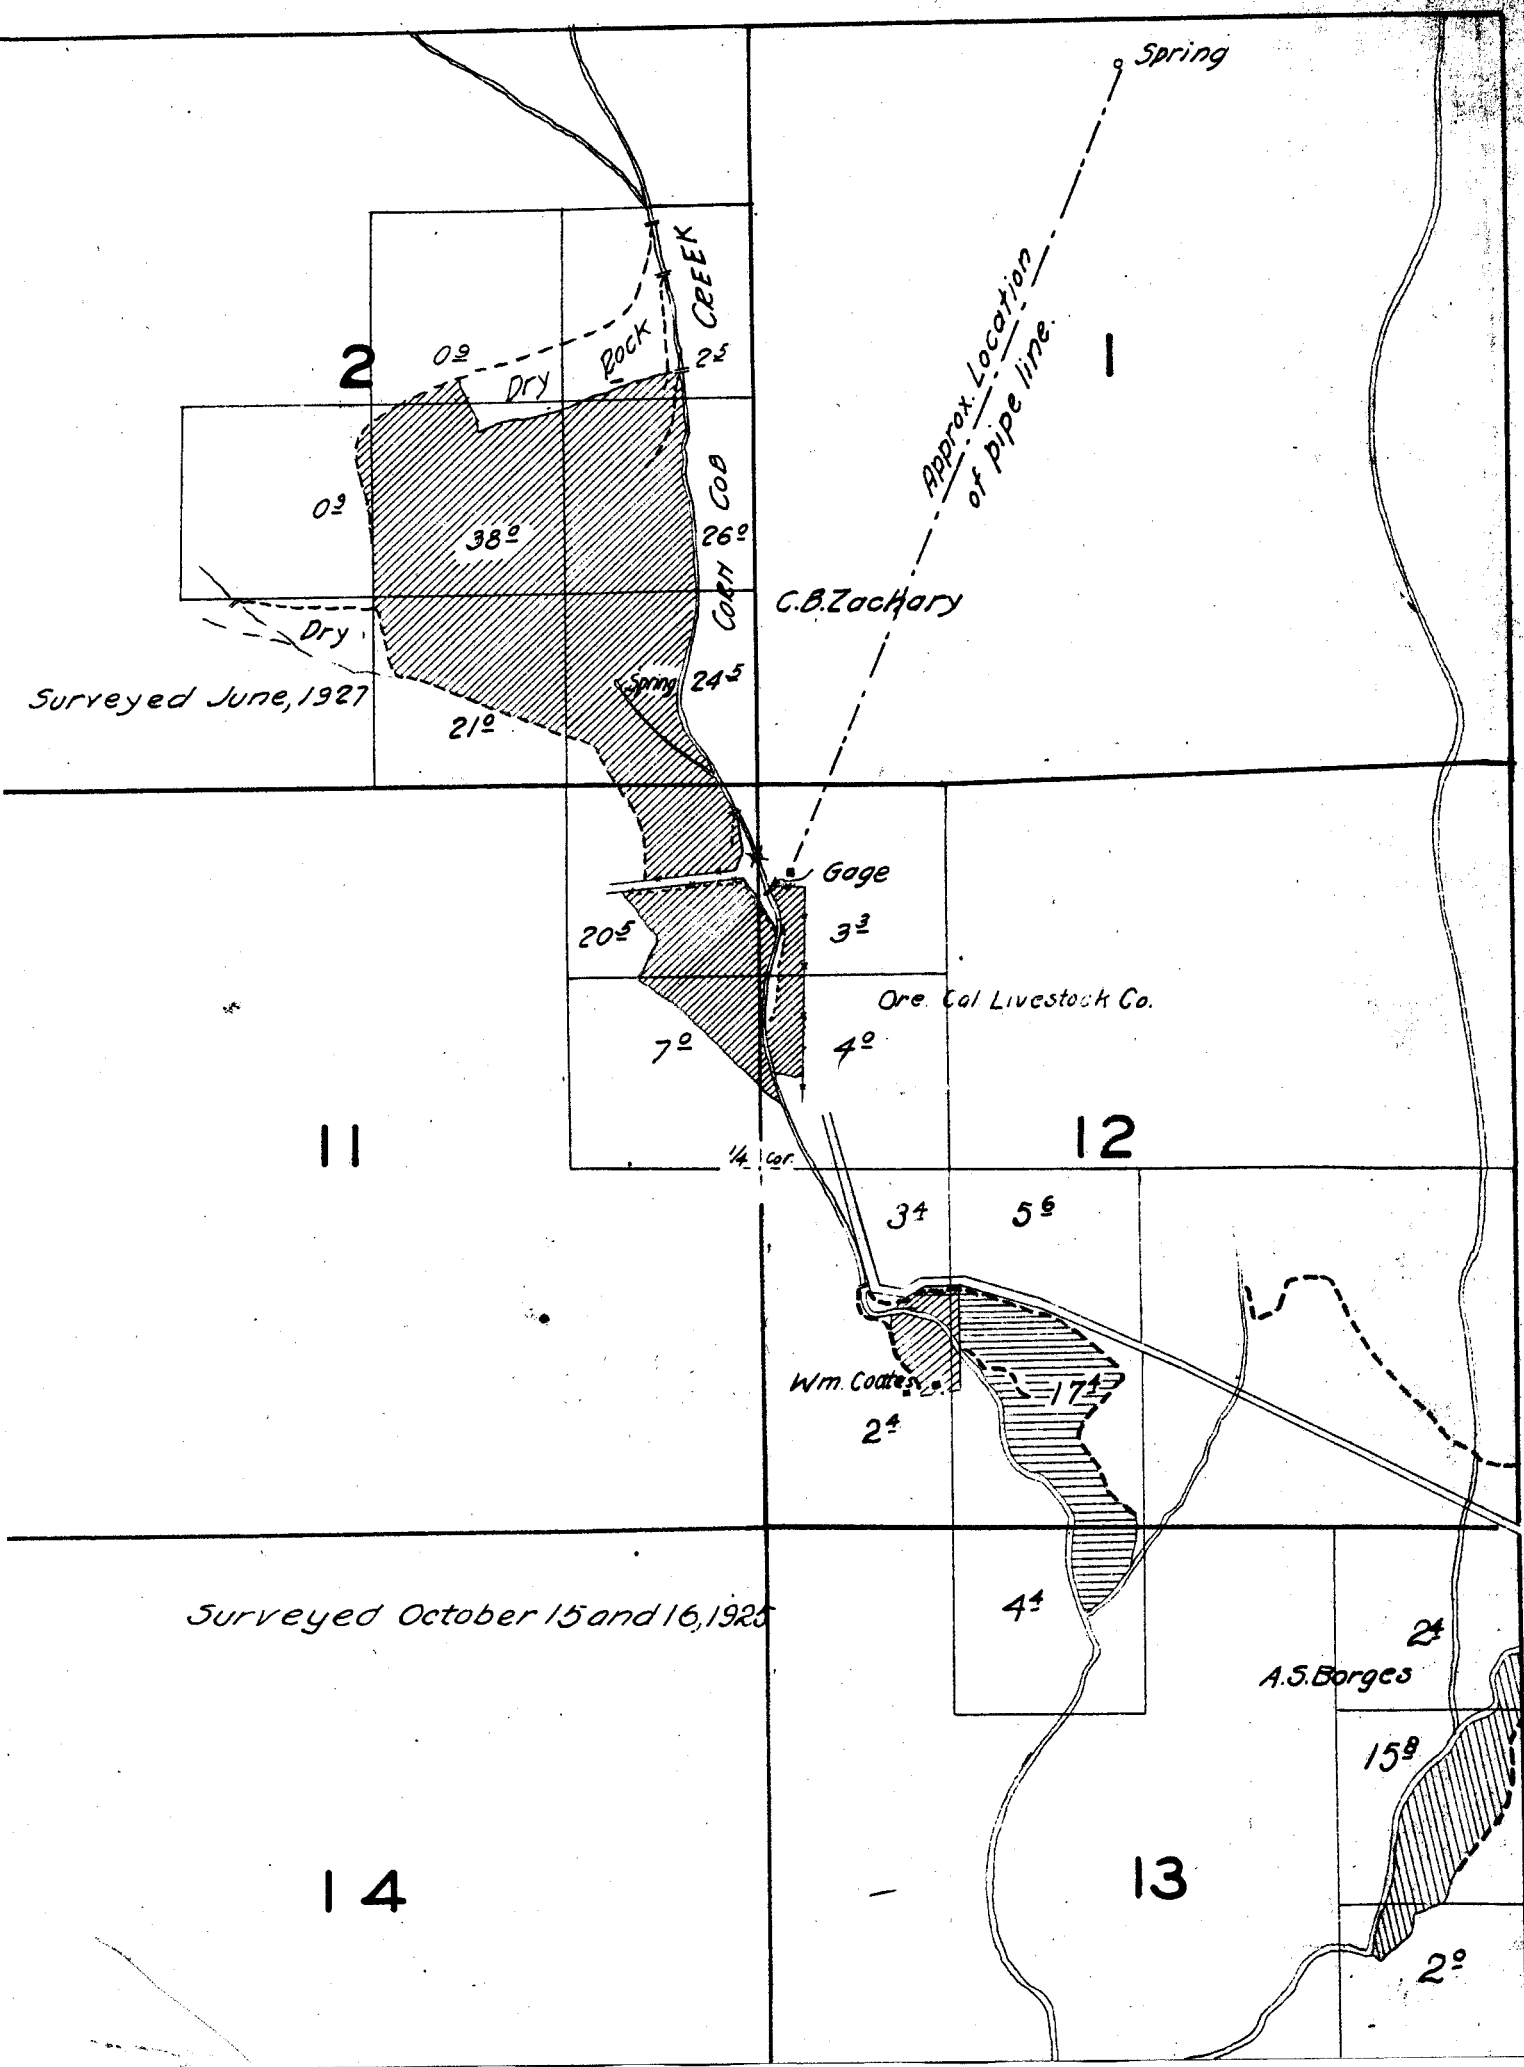 Spring
CORN COB CREEK
2
1
0 9
Dry Rock
2 5
Approx. Location
of pipe line.
0 9
38 0
26 0
C.B.Zachary
Dry
Spring
24 5
Surveyed June, 1927
21 0
Gage
20 5
3 3
Ore. Cal Livestock Co.
7 0
4 0
11
12
1/4 cor.
3 4
5 6
Wm. Coates
17 4
2 4
Surveyed October 15 and 16, 1925
4 4
2 4
A.S.Borges
15 8
14
13
2 0